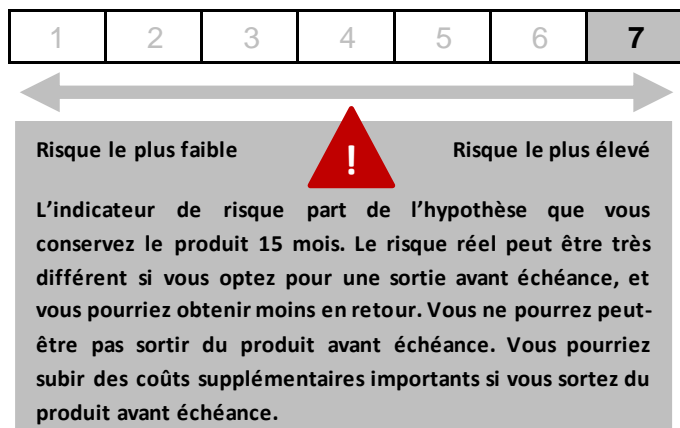 1 2 3 4 5 6 7
!
Risque le plus faible Risque le plus élevé
L’indicateur de risque part de l’hypothèse que vous
conservez le produit 15 mois. Le risque réel peut être très
différent si vous optez pour une sortie avant échéance, et
vous pourriez obtenir moins en retour. Vous ne pourrez peut-
être pas sortir du produit avant échéance. Vous pourriez
subir des coûts supplémentaires importants si vous sortez du
produit avant échéance.